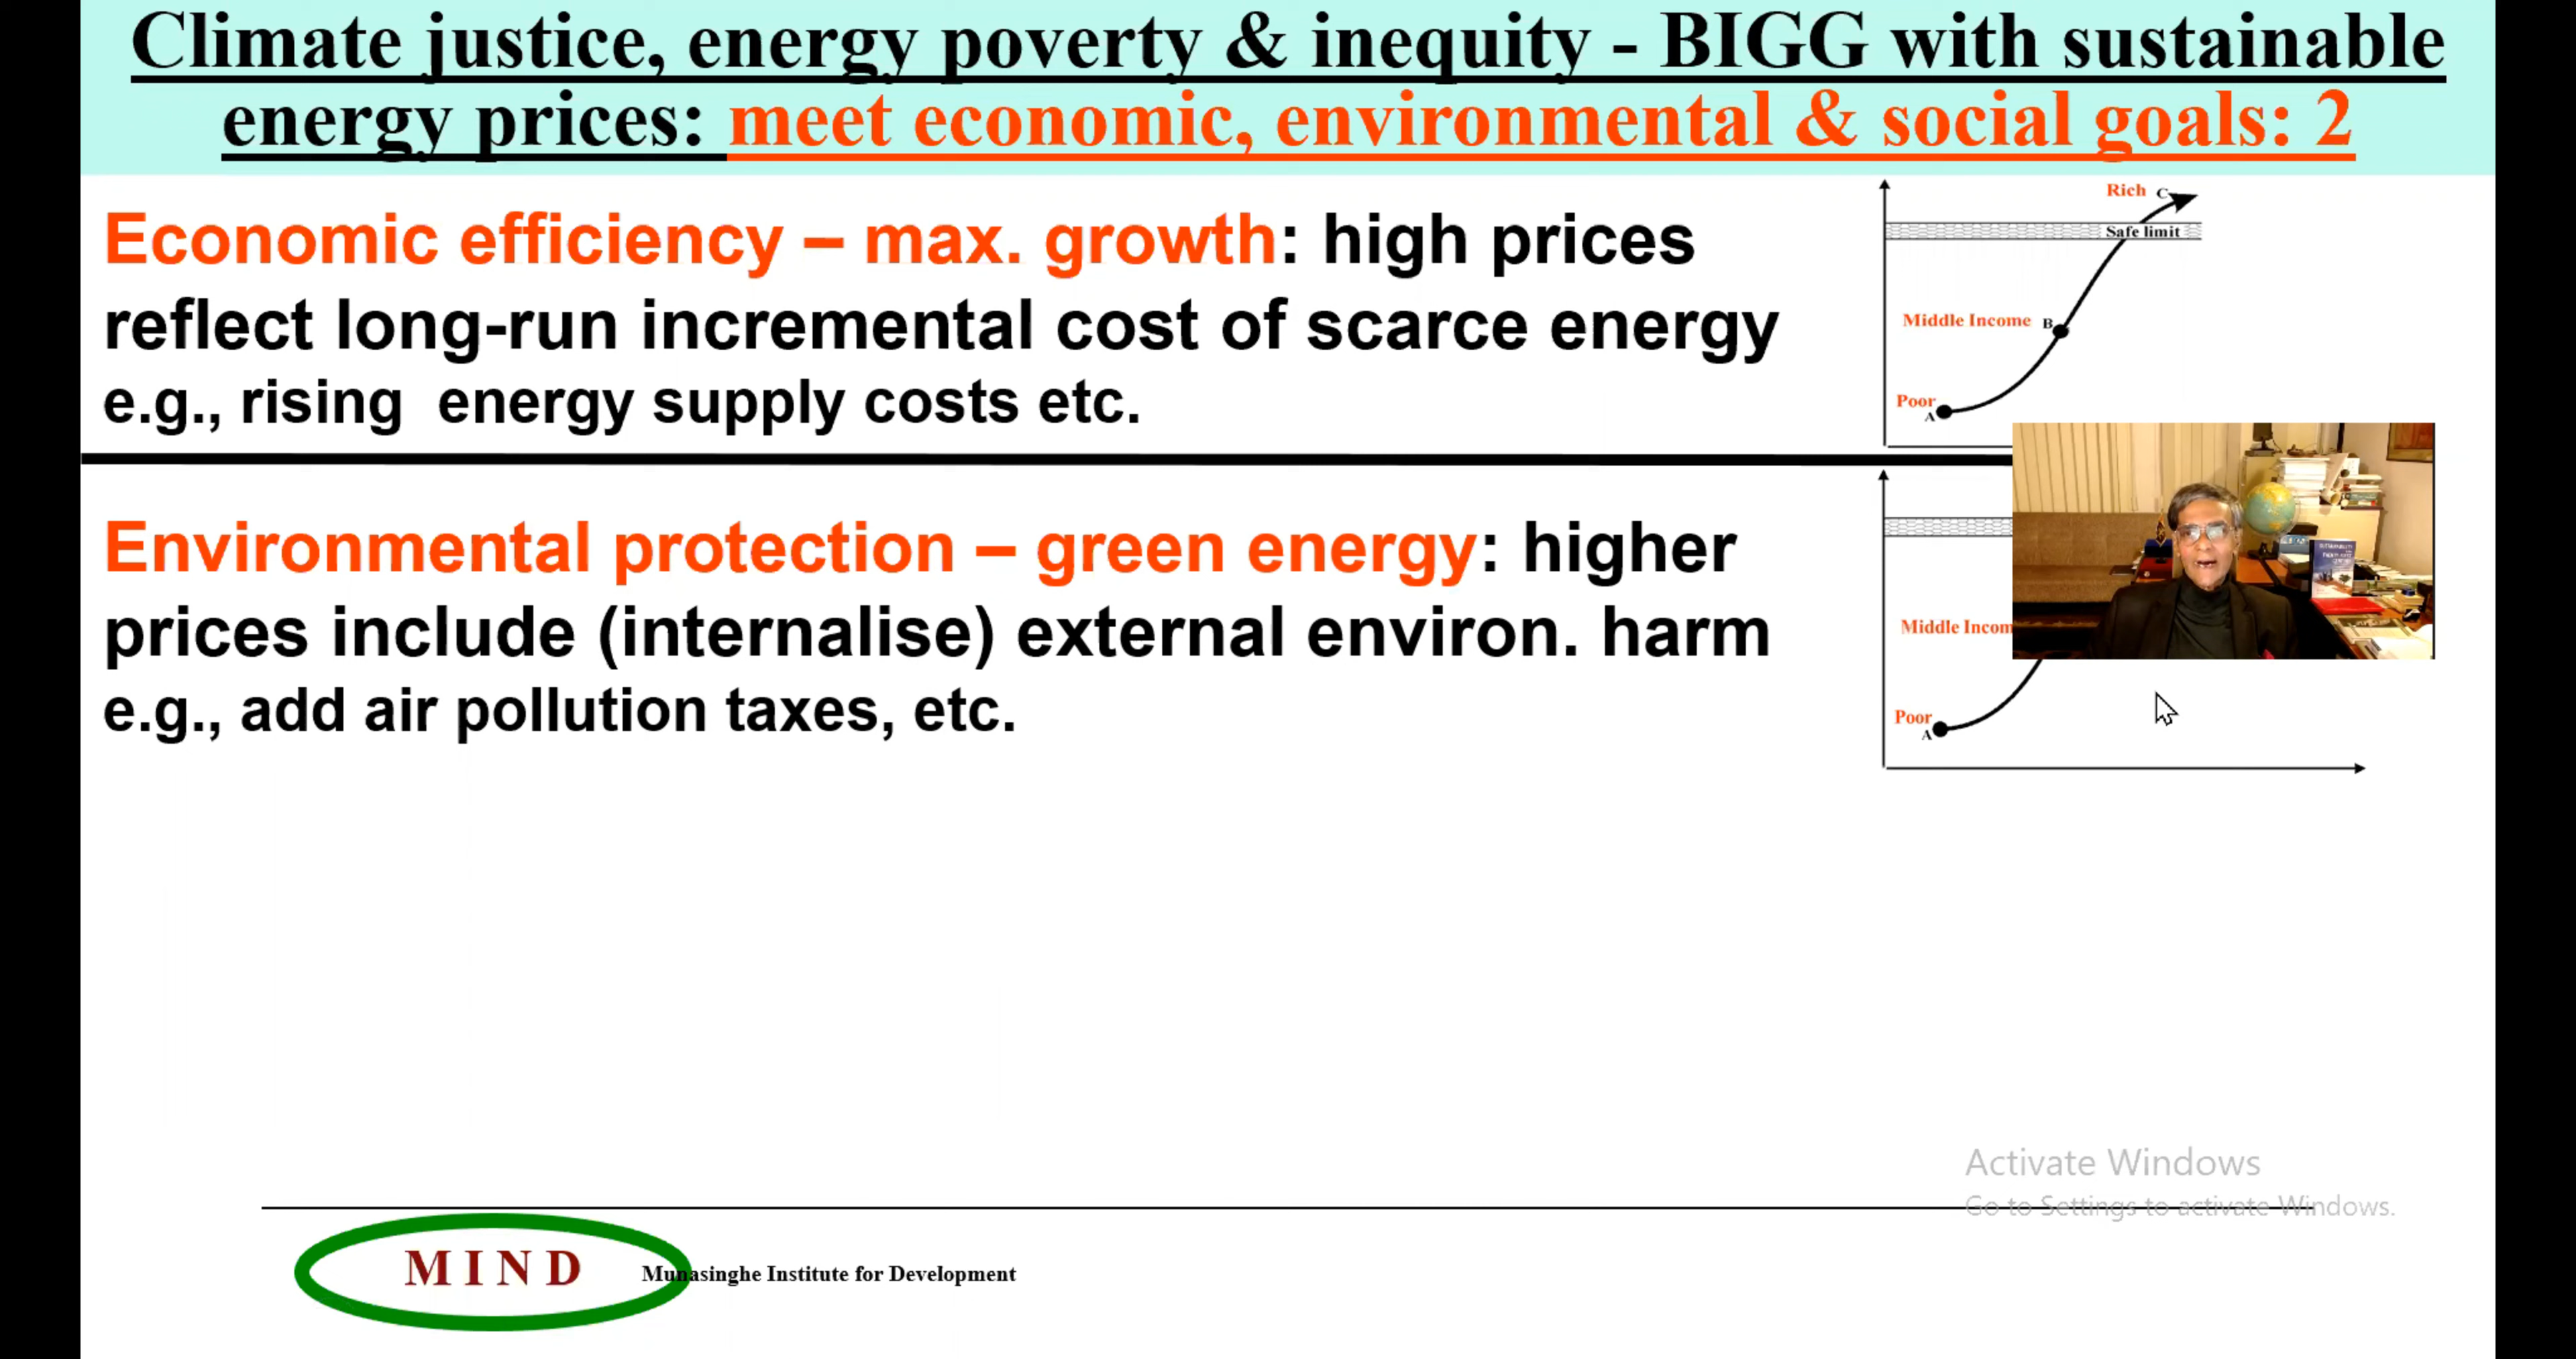 Climate justice, energy poverty & inequity - BIGG with sustainable
energy prices: meet economic, environmental & social goals: 2
Economic efficiency – max. growth: high prices
reflect long-run incremental cost of scarce energy
e.g., rising energy supply costs etc.
Rich C
Safe limit
Middle Income B
Poor
A
Environmental protection – green energy: higher
prices include (internalise) external environ. harm
e.g., add air pollution taxes, etc.
Middle Incom
Poor
A
Activate Windows
Go to Settings to activate Windows.
M I N D
Munasinghe Institute for Development